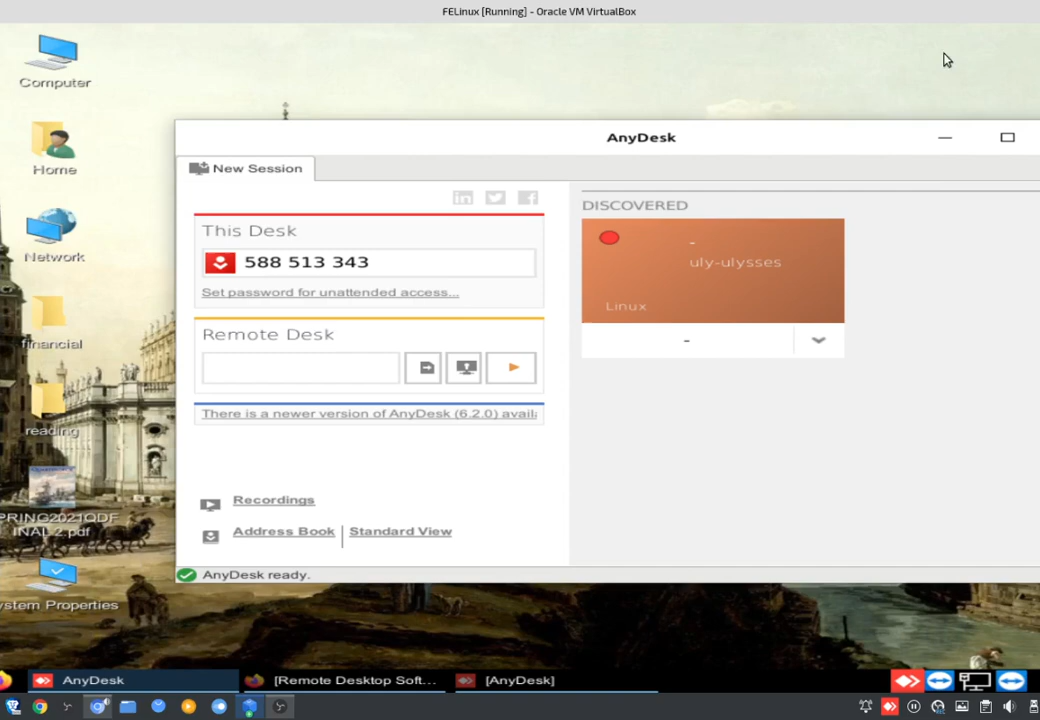 FELinux [Running] - Oracle VM VirtualBox
Computer
Home
Network
financial
reading
PRING2021QDF
INAL-2.pdf
ystem Properties
AnyDesk
New Session
This Desk
588 513 343
Set password for unattended access...
Remote Desk
There is a newer version of AnyDesk (6.2.0) avail
Recordings
Address Book
Standard View
AnyDesk ready.
DISCOVERED
-
uly-ulysses
Linux
-
AnyDesk
[Remote Desktop Soft...
[AnyDesk]